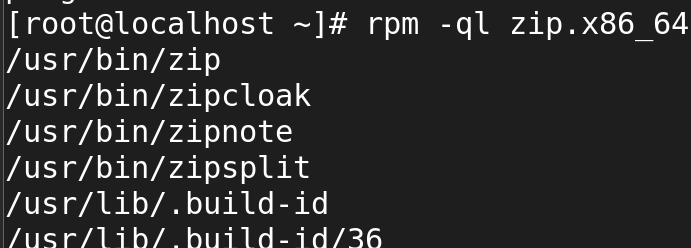 [root@localhost ~]# rpm -ql zip.x86_64
/usr/bin/zip
/usr/bin/zipcloak
/usr/bin/zipnote
/usr/bin/zipsplit
/usr/lib/.build-id
/usr/lib/.build-id/36